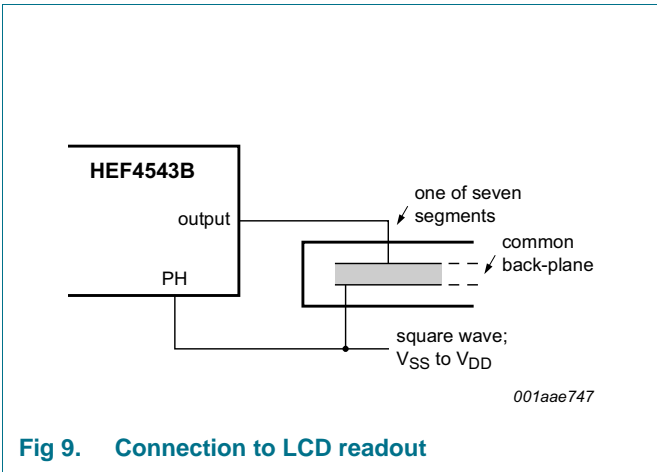 HEF4543B
output
one of seven
segments
common
back-plane
PH
square wave;
VSS to VDD
001aae747
Fig 9. Connection to LCD readout